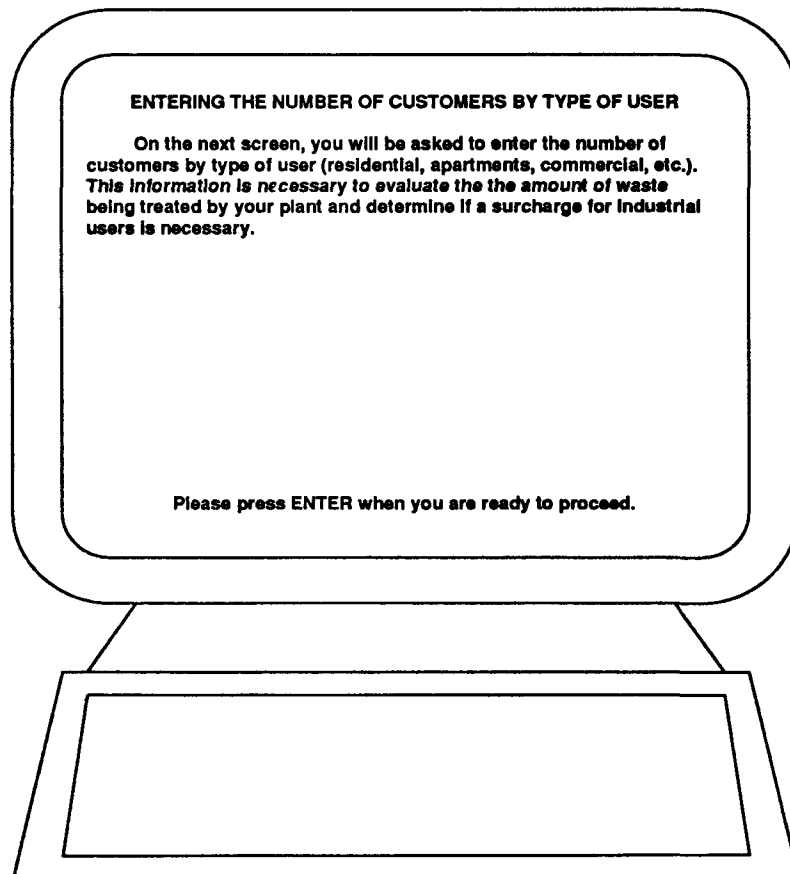 ENTERING THE NUMBER OF CUSTOMERS BY TYPE OF USER
On the next screen, you will be asked to enter the number of
customers by type of user (residential, apartments, commercial, etc.).
This information is necessary to evaluate the the amount of waste
being treated by your plant and determine if a surcharge for industrial
users is necessary.
Please press ENTER when you are ready to proceed.